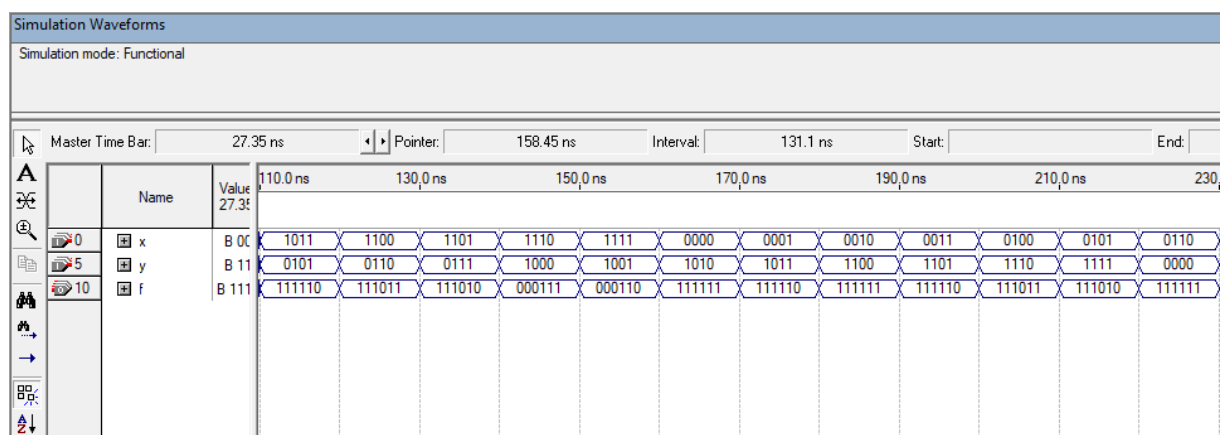 Simulation Waveforms
Simulation mode: Functional
Master Time Bar: 27.35 ns Pointer: 158.45 ns Interval: 131.1 ns Start: End:
Name Value 27.35 110.0 ns 130.0 ns 150.0 ns 170.0 ns 190.0 ns 210.0 ns 230.
0 x B 00 1011 1100 1101 1110 1111 0000 0001 0010 0011 0100 0101 0110
5 y B 11 0101 0110 0111 1000 1001 1010 1011 1100 1101 1110 1111 0000
10 f B 111 111110 111011 111010 000111 000110 111111 111110 111111 111110 111011 111010 111111